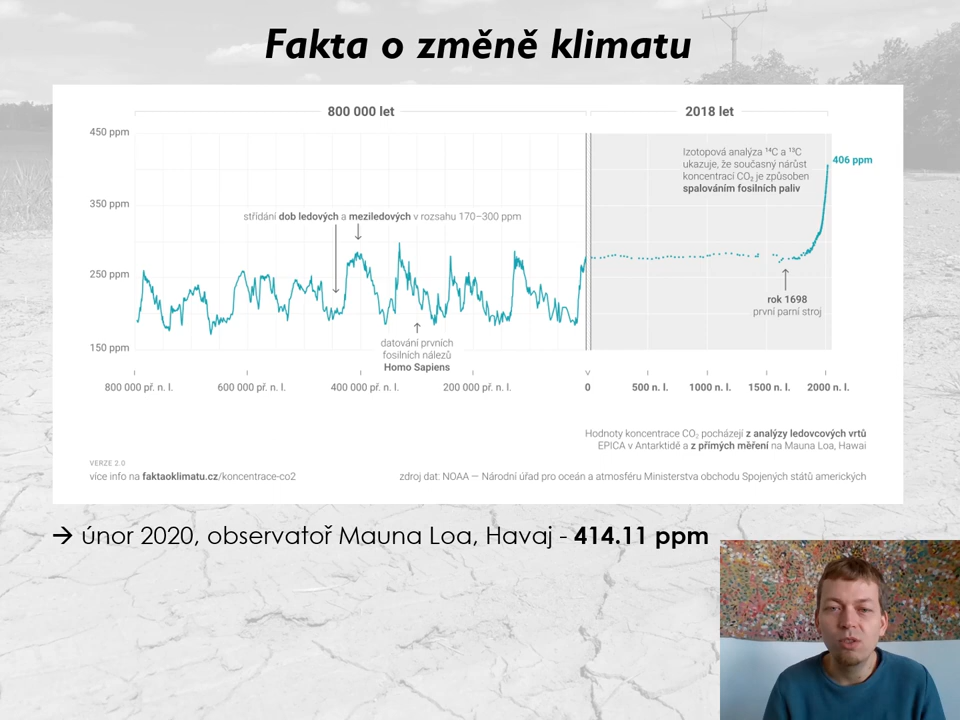 Fakta o změně klimatu
800 000 let
2018 let
450 ppm
350 ppm
250 ppm
150 ppm
Izotopová analýza ¹⁴C a ¹³C
ukazuje, že současný nárůst
koncentrací CO₂ je způsoben
spalováním fosilních paliv
406 ppm
střídání dob ledových a meziledových v rozsahu 170–300 ppm
rok 1698
první parní stroj
datování prvních
fosilních nálezů
Homo Sapiens
800 000 př. n. l.
600 000 př. n. l.
400 000 př. n. l.
200 000 př. n. l.
0
500 n. l.
1000 n. l.
1500 n. l.
2000 n. l.
Hodnoty koncentrace CO₂ pocházejí z analýzy ledovcových vrtů
EPICA v Antarktidě a z přímých měření na Mauna Loa, Hawai
VERZE 2.0
více info na faktaoklimatu.cz/koncentrace-co2
zdroj dat: NOAA — Národní úřad pro oceán a atmosféru Ministerstva obchodu Spojených států amerických
→ únor 2020, observatoř Mauna Loa, Havaj - 414.11 ppm